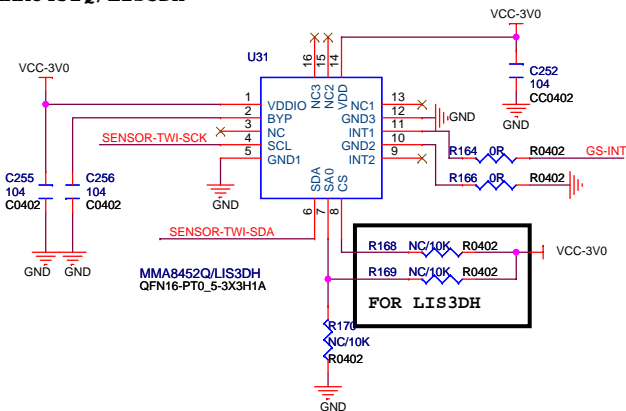 VCC-3V0
U31
VCC-3V0
C252
104
CC0402
GND
16
15
14
NC3
NC2
VDD
1 VDDIO
2 BYP
3 NC
4 SCL
5 GND1
NC1 13
GND3 12
INT1 11
GND2 10
INT2 9
GND
SENSOR-TWI-SCK
R164 0R R0402 GS-INT
R166 0R R0402
C255
104
C0402
C256
104
C0402
GND
SDA
SA0
CS
6
7
8
SENSOR-TWI-SDA
GND GND
MMA8452Q/LIS3DH
QFN16-PT0_5-3X3H1A
R168 NC/10K R0402
R169 NC/10K R0402
VCC-3V0
FOR LIS3DH
R170
NC/10K
R0402
GND